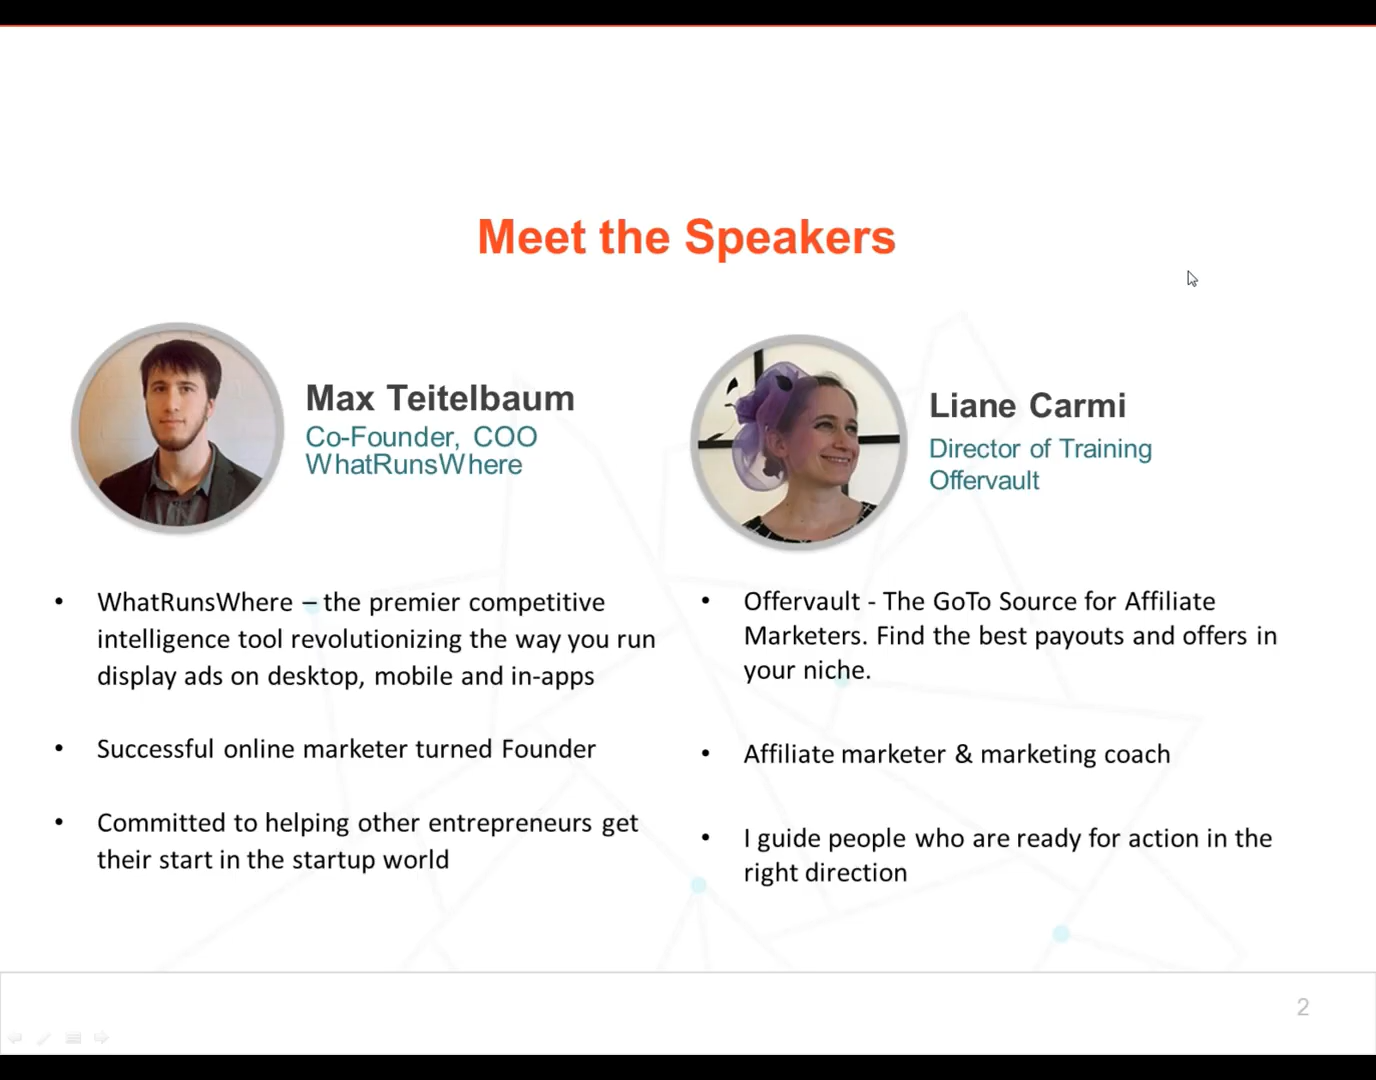 Meet the Speakers
Max Teitelbaum
Co-Founder, COO
WhatRunsWhere
• WhatRunsWhere – the premier competitive
intelligence tool revolutionizing the way you run
display ads on desktop, mobile and in-apps
• Successful online marketer turned Founder
• Committed to helping other entrepreneurs get
their start in the startup world
Liane Carmi
Director of Training
Offervault
• Offervault - The GoTo Source for Affiliate
Marketers. Find the best payouts and offers in
your niche.
• Affiliate marketer & marketing coach
• I guide people who are ready for action in the
right direction
2